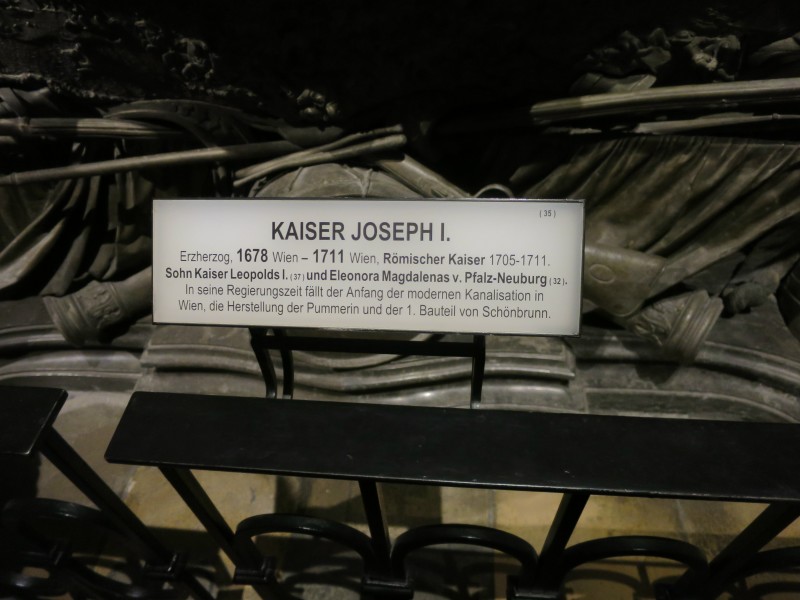 (35)
KAISER JOSEPH I.
Erzherzog, 1678 Wien – 1711 Wien, Römischer Kaiser 1705-1711.
Sohn Kaiser Leopolds I. (37) und Eleonora Magdalenas v. Pfalz-Neuburg (32).
In seine Regierungszeit fällt der Anfang der modernen Kanalisation in
Wien, die Herstellung der Pummerin und der 1. Bauteil von Schönbrunn.